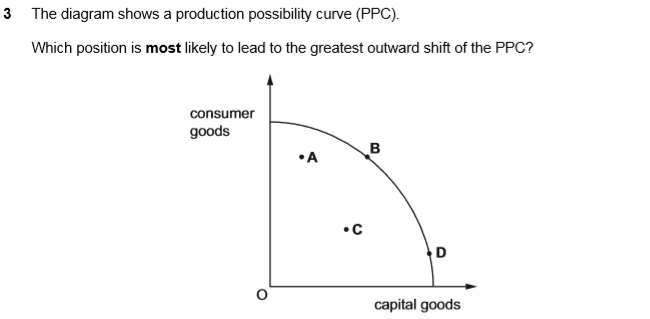 3 The diagram shows a production possibility curve (PPC).
Which position is most likely to lead to the greatest outward shift of the PPC?
consumer
goods
A
B
C
D
O
capital goods